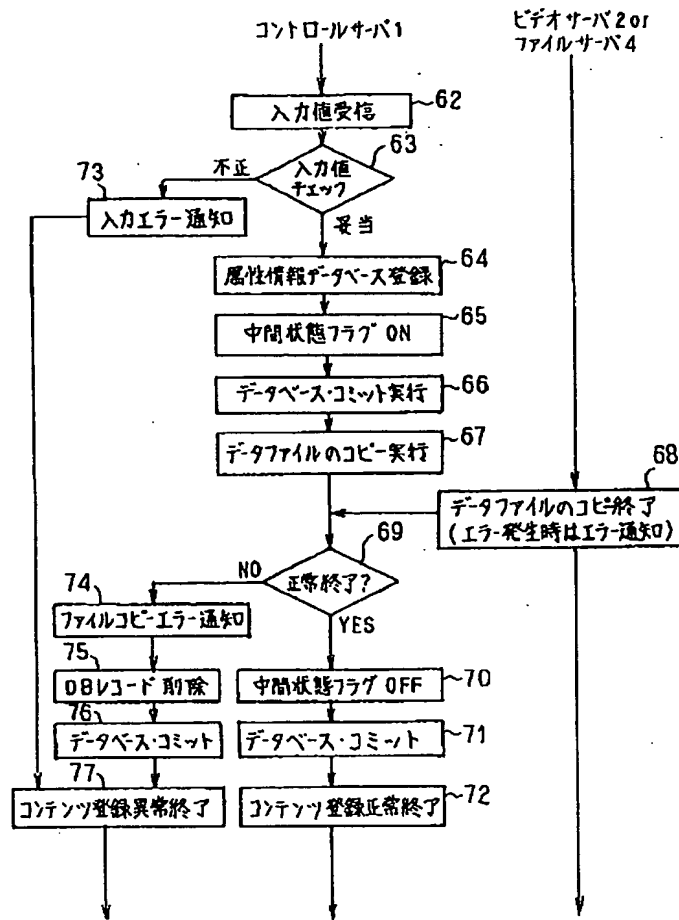 コントロールサーバ1
ビデオサーバ2 or
ファイルサーバ4
62
入力値受信
63
入力値
チェック
不正
73
入力エラー通知
妥当
64
属性情報データベース登録
65
中間状態フラグ ON
66
データベース・コミット実行
67
データファイルのコピー実行
68
データファイルのコピー終了
(エラー発生時はエラー通知)
69
正常終了?
NO
YES
74
ファイルコピーエラー通知
75
DBレコード削除
70
中間状態フラグ OFF
76
データベース・コミット
71
データベース・コミット
77
コンテンツ登録異常終了
72
コンテンツ登録正常終了